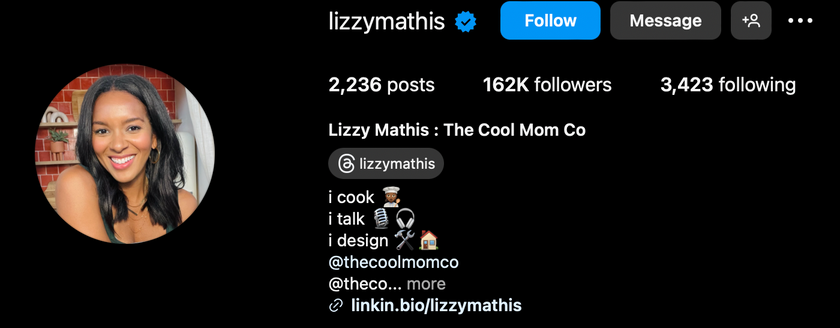 lizzymathis
Follow
Message
2,236 posts
162K followers
3,423 following
Lizzy Mathis : The Cool Mom Co
lizzymathis
i cook 👩🏽‍🍳
i talk 🎙️🎧
i design 🛠️🏠
@thecoolmomco
@theco... more
linkin.bio/lizzymathis